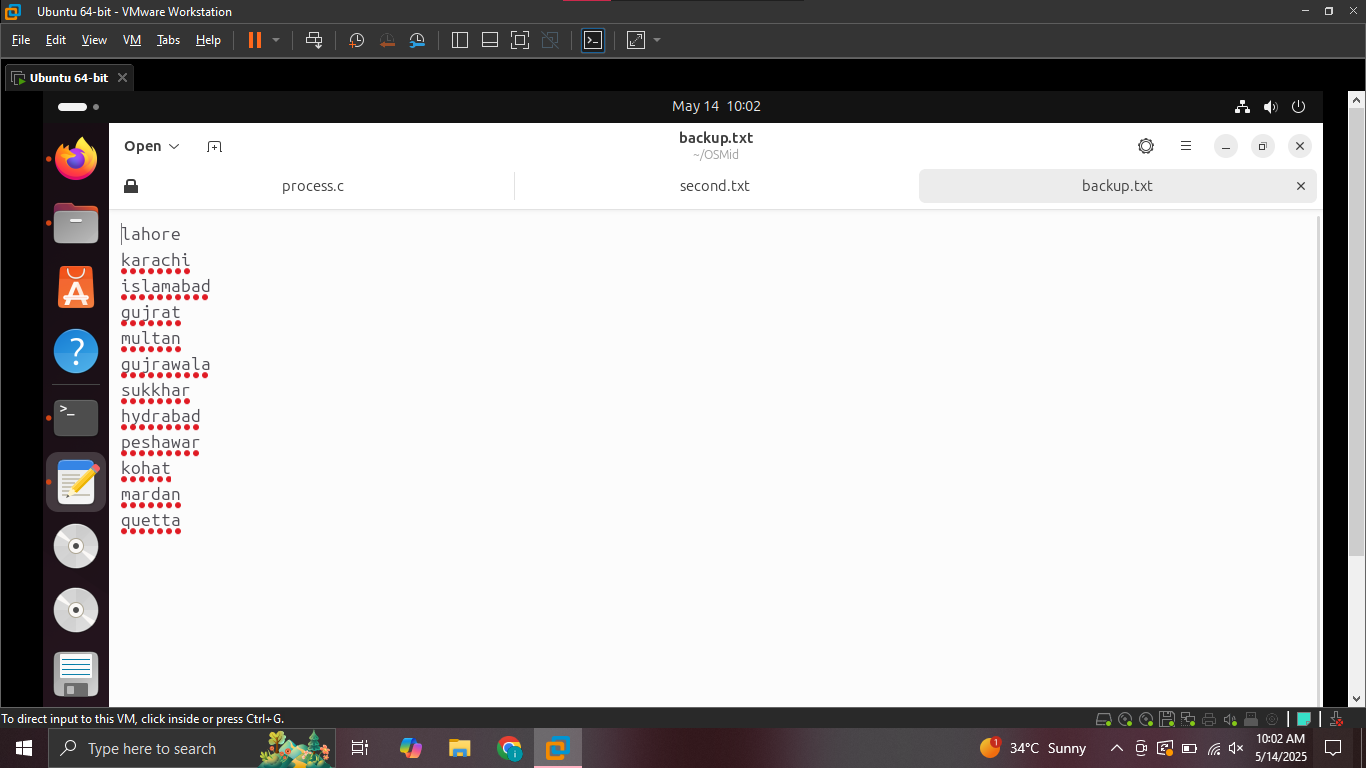 Ubuntu 64-bit - VMware Workstation
File Edit View VM Tabs Help
Ubuntu 64-bit
May 14 10:02
Open
backup.txt
~/OSMid
process.c
second.txt
backup.txt
lahore
karachi
islamabad
gujrat
multan
gujrawala
sukkhar
hydrabad
peshawar
kohat
mardan
quetta
To direct input to this VM, click inside or press Ctrl+G.
Type here to search
1
34°C Sunny
10:02 AM
5/14/2025